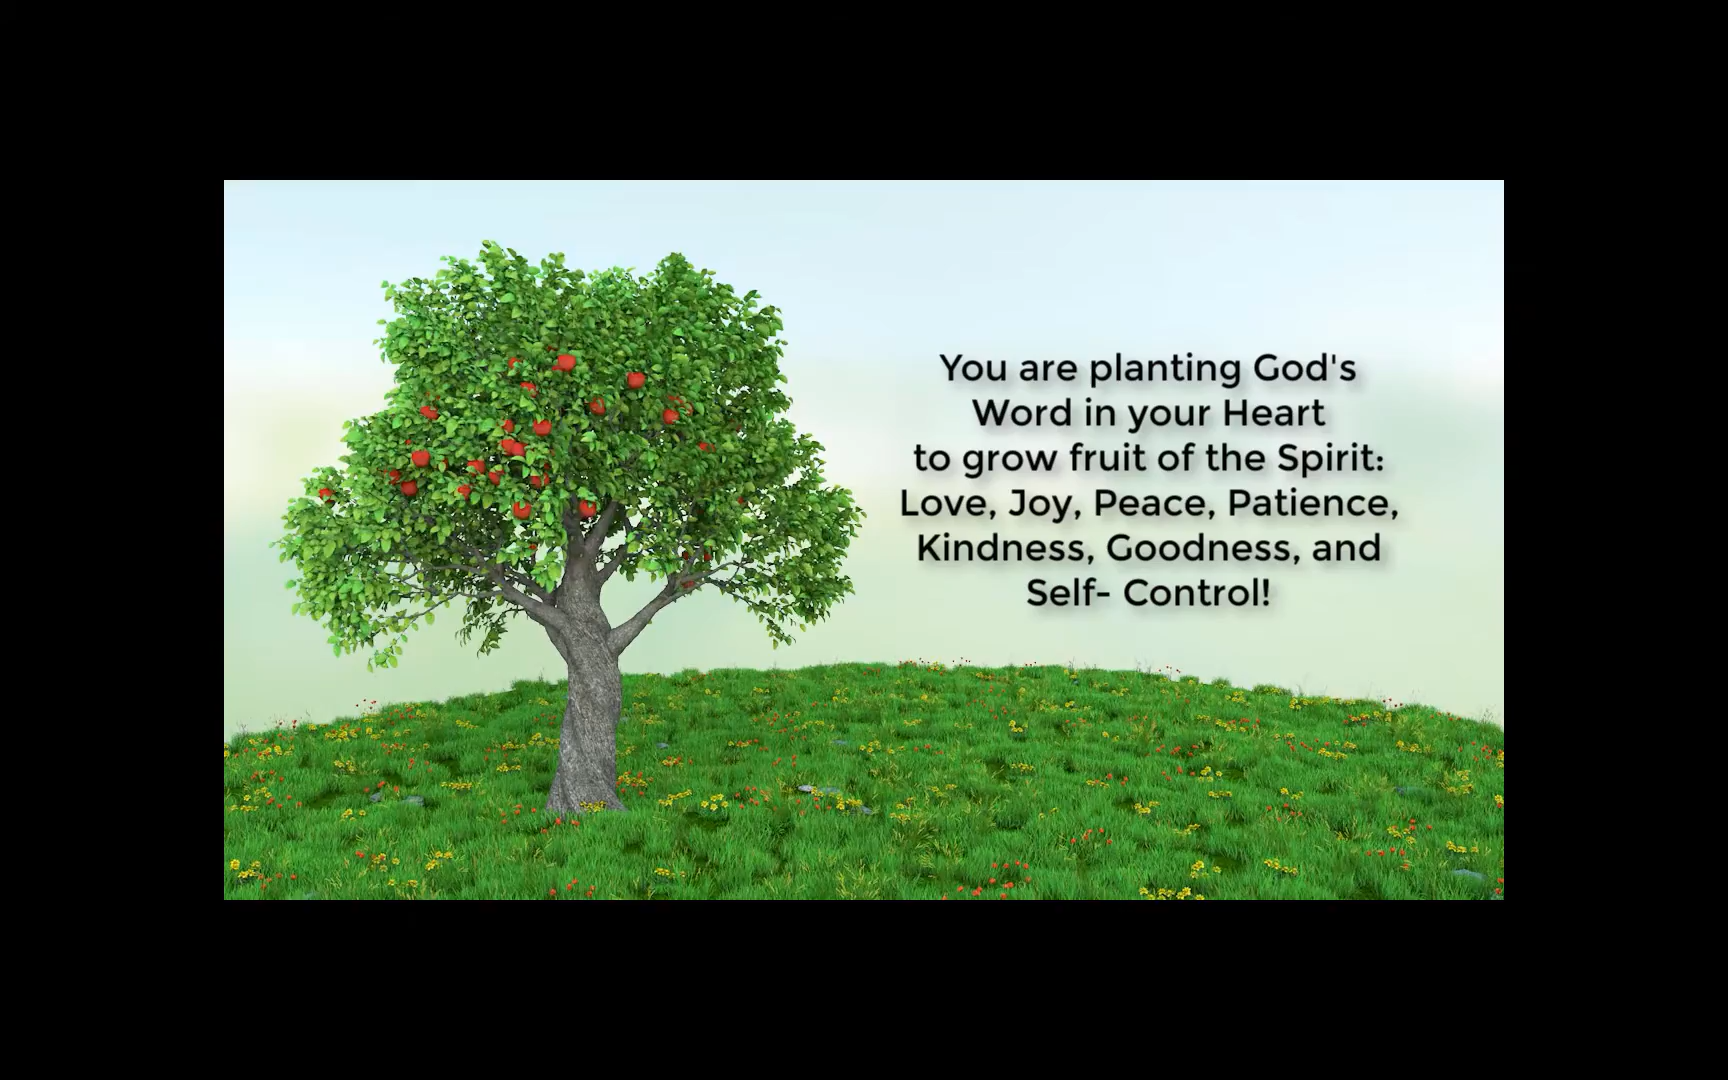 You are planting God's
Word in your Heart
to grow fruit of the Spirit:
Love, Joy, Peace, Patience,
Kindness, Goodness, and
Self- Control!